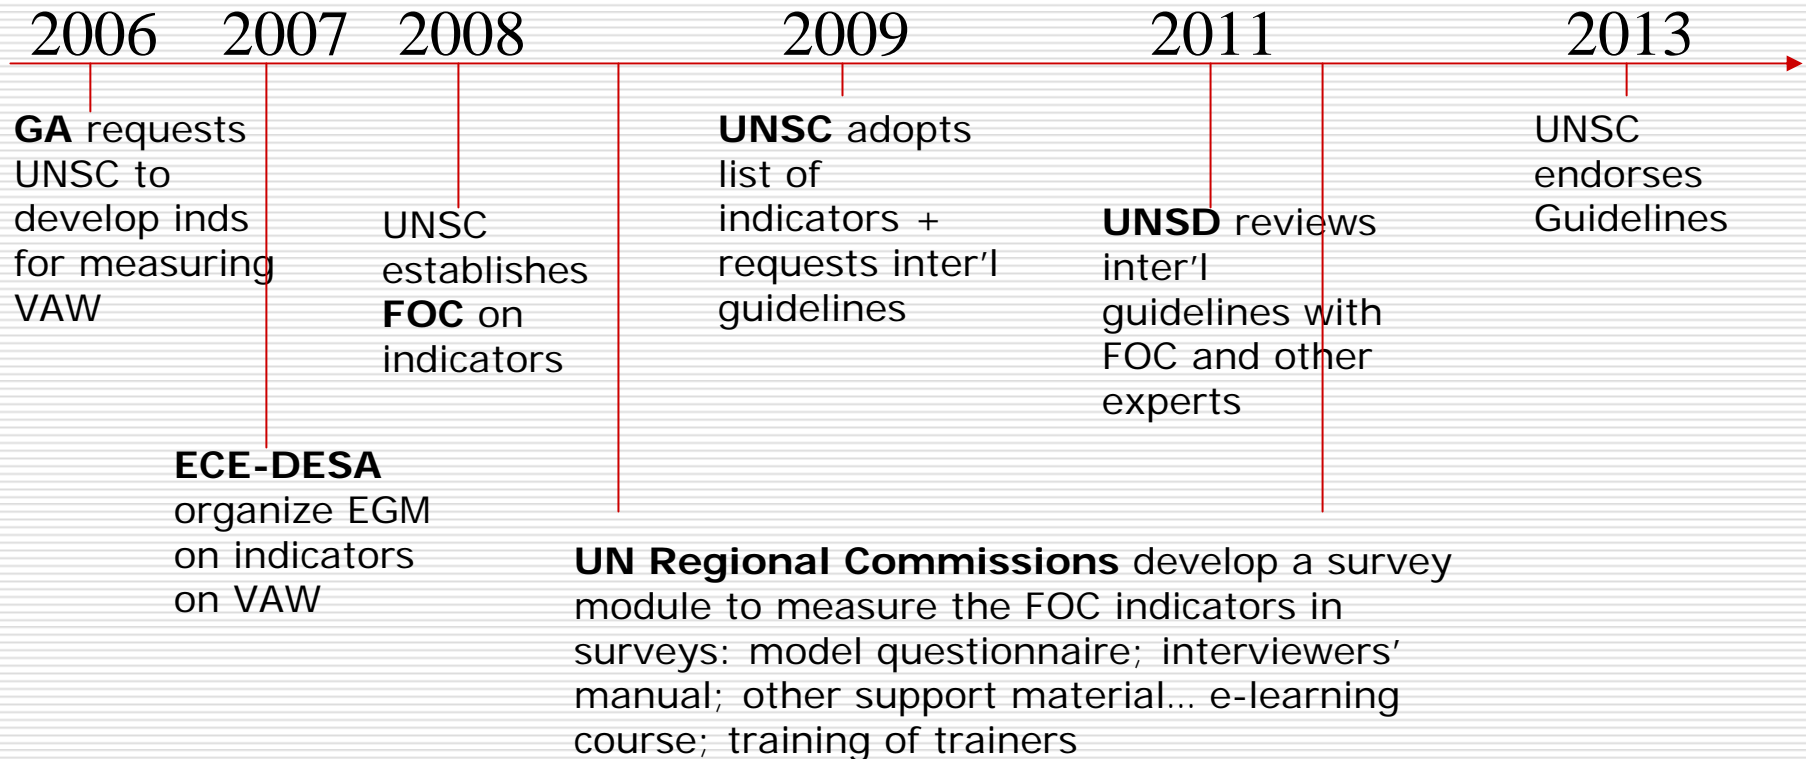 2006 2007 2008 2009 2011 2013
GA requests
UNSC to
develop inds
for measuring
VAW
ECE-DESA
organize EGM
on indicators
on VAW
UNSC
establishes
FOC on
indicators
UNSC adopts
list of
indicators +
requests inter'l
guidelines
UNSD reviews
inter'l
guidelines with
FOC and other
experts
UNSC
endorses
Guidelines
UN Regional Commissions develop a survey
module to measure the FOC indicators in
surveys: model questionnaire; interviewers'
manual; other support material... e-learning
course; training of trainers